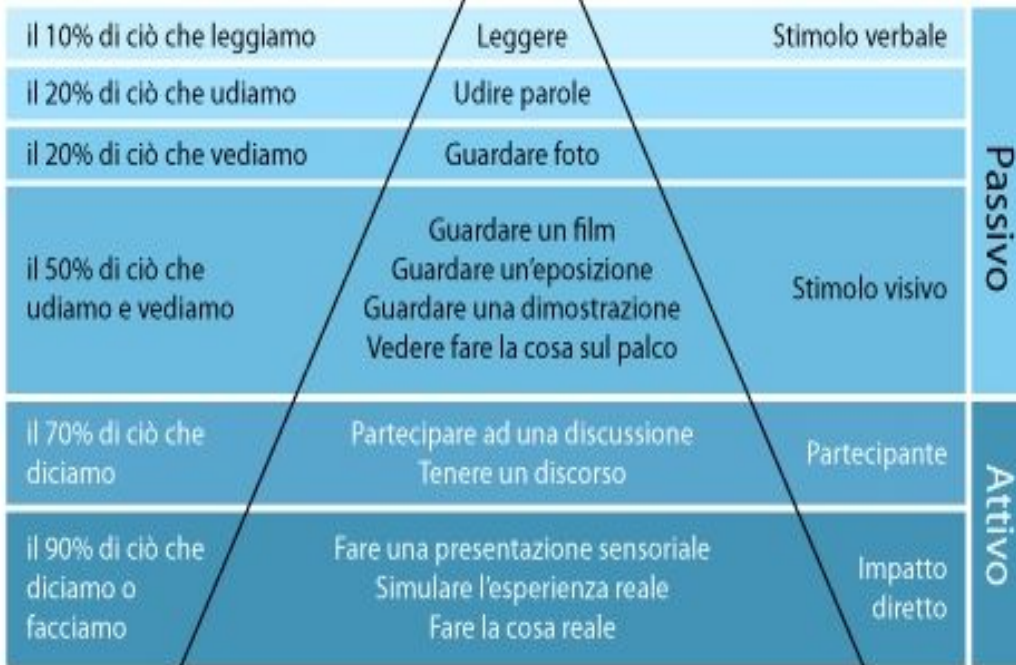 il 10% di ciò che leggiamo
Leggere
Stimolo verbale
il 20% di ciò che udiamo
Udire parole
il 20% di ciò che vediamo
Guardare foto
il 50% di ciò che
udiamo e vediamo
Guardare un film
Guardare un'eposizione
Guardare una dimostrazione
Vedere fare la cosa sul palco
Stimolo visivo
Passivo
il 70% di ciò che
diciamo
Partecipare ad una discussione
Tenere un discorso
Partecipante
il 90% di ciò che
diciamo o
facciamo
Fare una presentazione sensoriale
Simulare l'esperienza reale
Fare la cosa reale
Impatto
diretto
Attivo